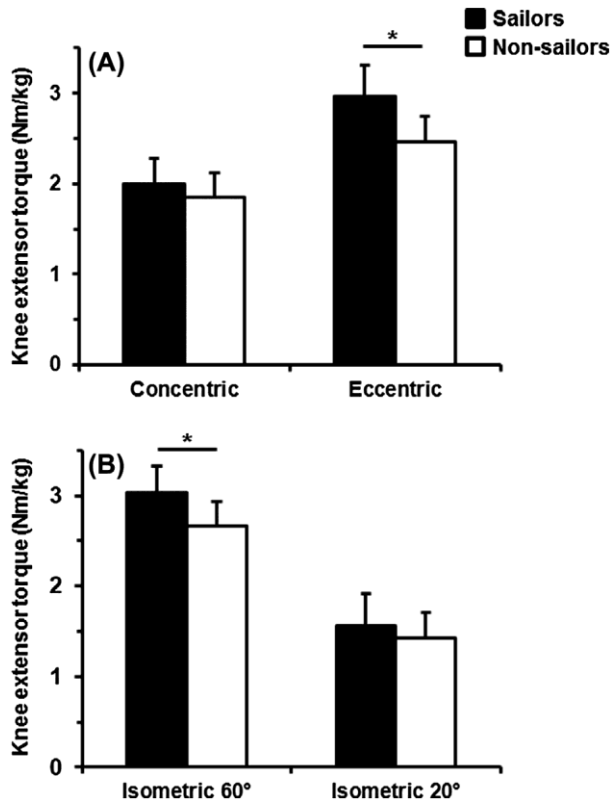 Sailors
Non-sailors
(A)
*
Knee extensor torque (Nm/kg)
3
2
1
0
Concentric Eccentric
(B)
*
Knee extensor torque (Nm/kg)
3
2
1
0
Isometric 60° Isometric 20°